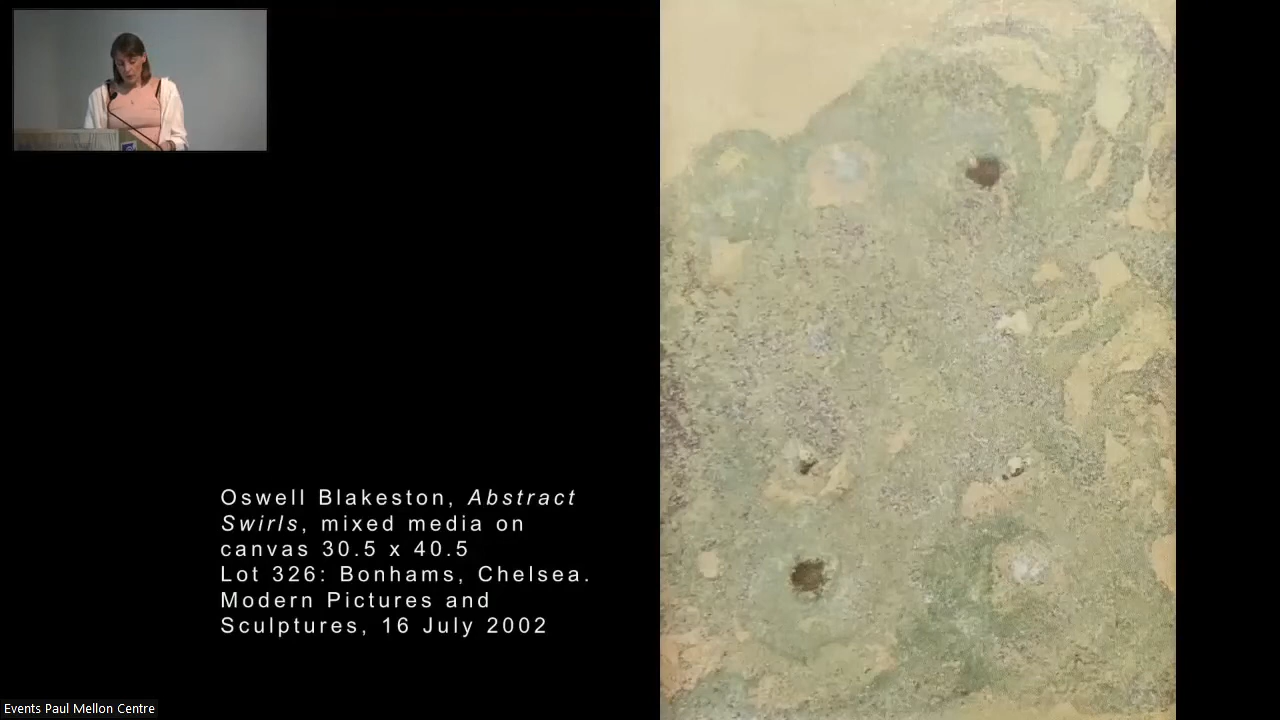 Oswell Blakeston, Abstract
Swirls, mixed media on
canvas 30.5 x 40.5
Lot 326: Bonhams, Chelsea.
Modern Pictures and
Sculptures, 16 July 2002
Events Paul Mellon Centre